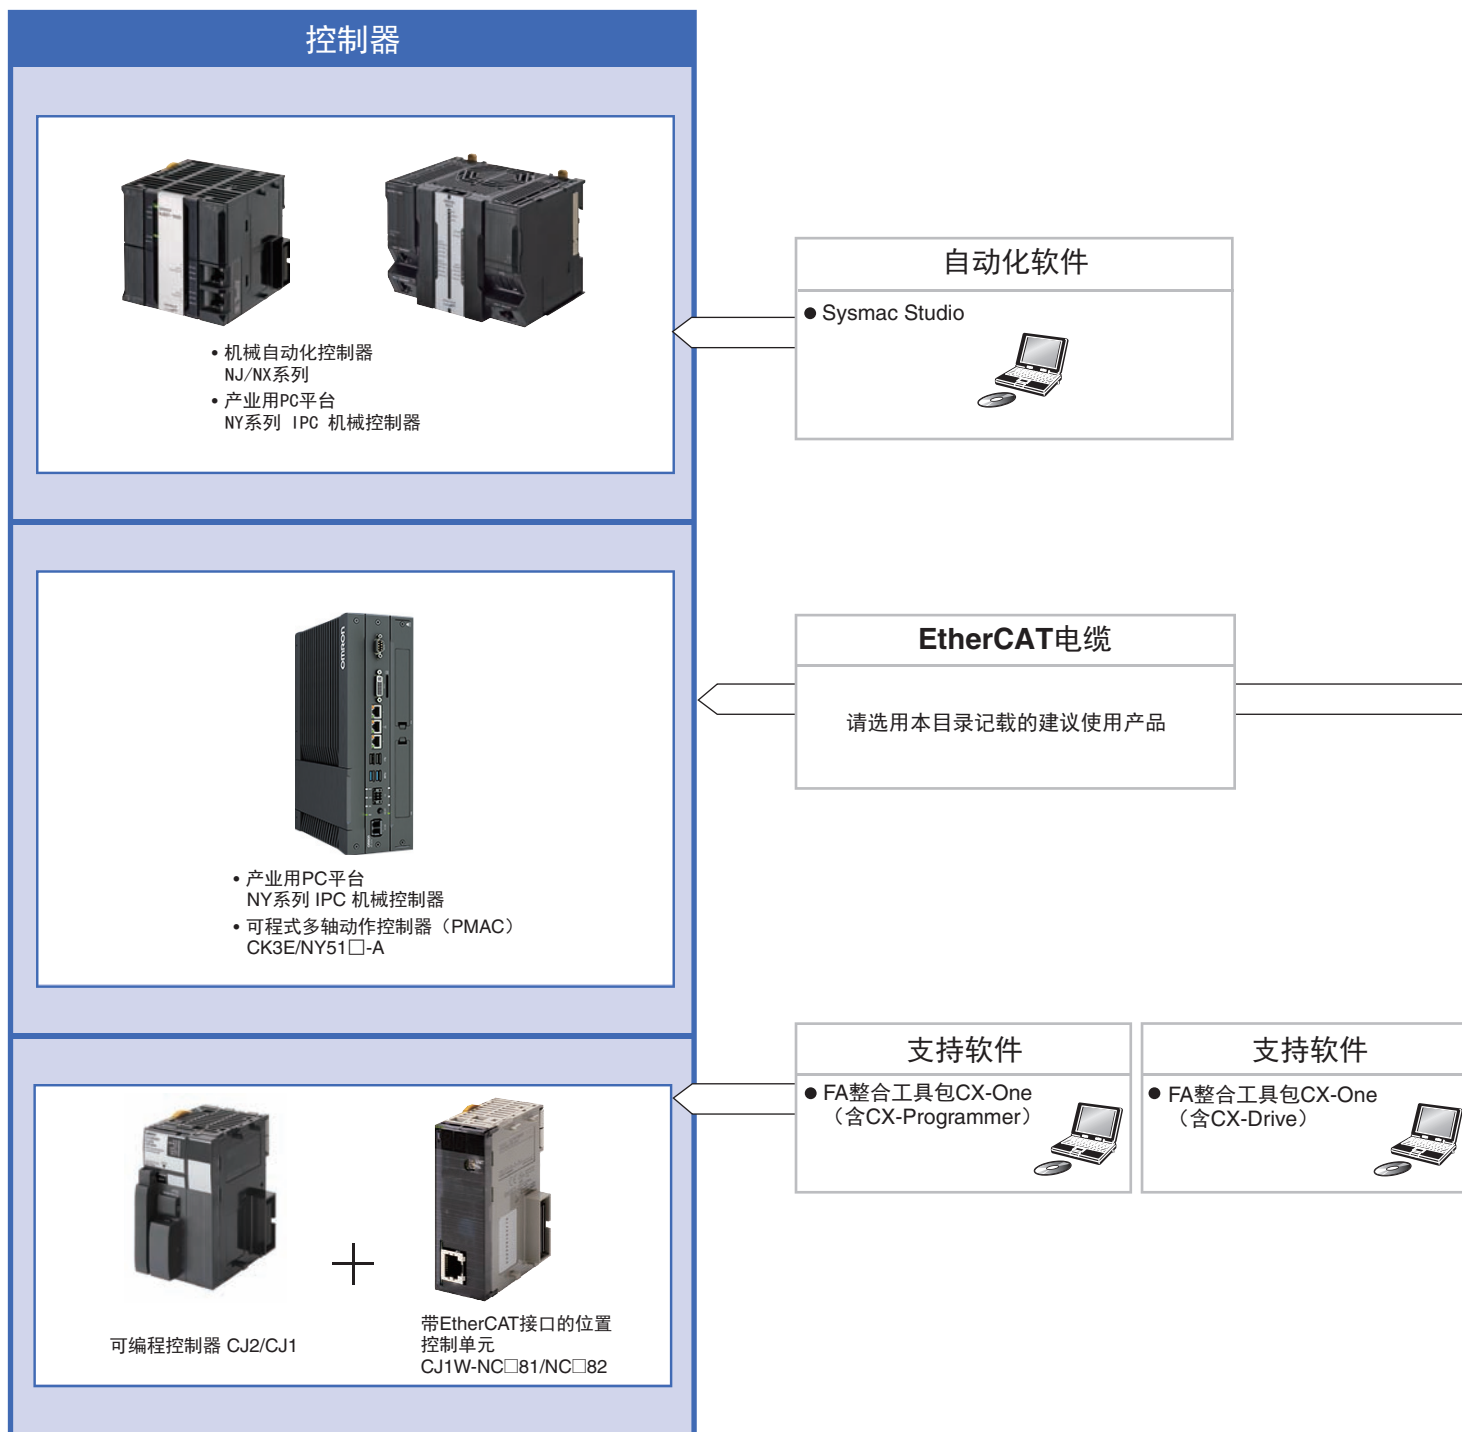 控制器
• 机械自动化控制器
NJ/NX系列
• 产业用PC平台
NY系列 IPC 机械控制器
自动化软件
● Sysmac Studio
OMRON
• 产业用PC平台
NY系列 IPC 机械控制器
• 可程式多轴动作控制器（PMAC）
CK3E/NY51□-A
EtherCAT电缆
请选用本目录记载的建议使用产品
支持软件
● FA整合工具包CX-One
（含CX-Programmer）
支持软件
● FA整合工具包CX-One
（含CX-Drive）
可编程控制器 CJ2/CJ1
带EtherCAT接口的位置
控制单元
CJ1W-NC□81/NC□82